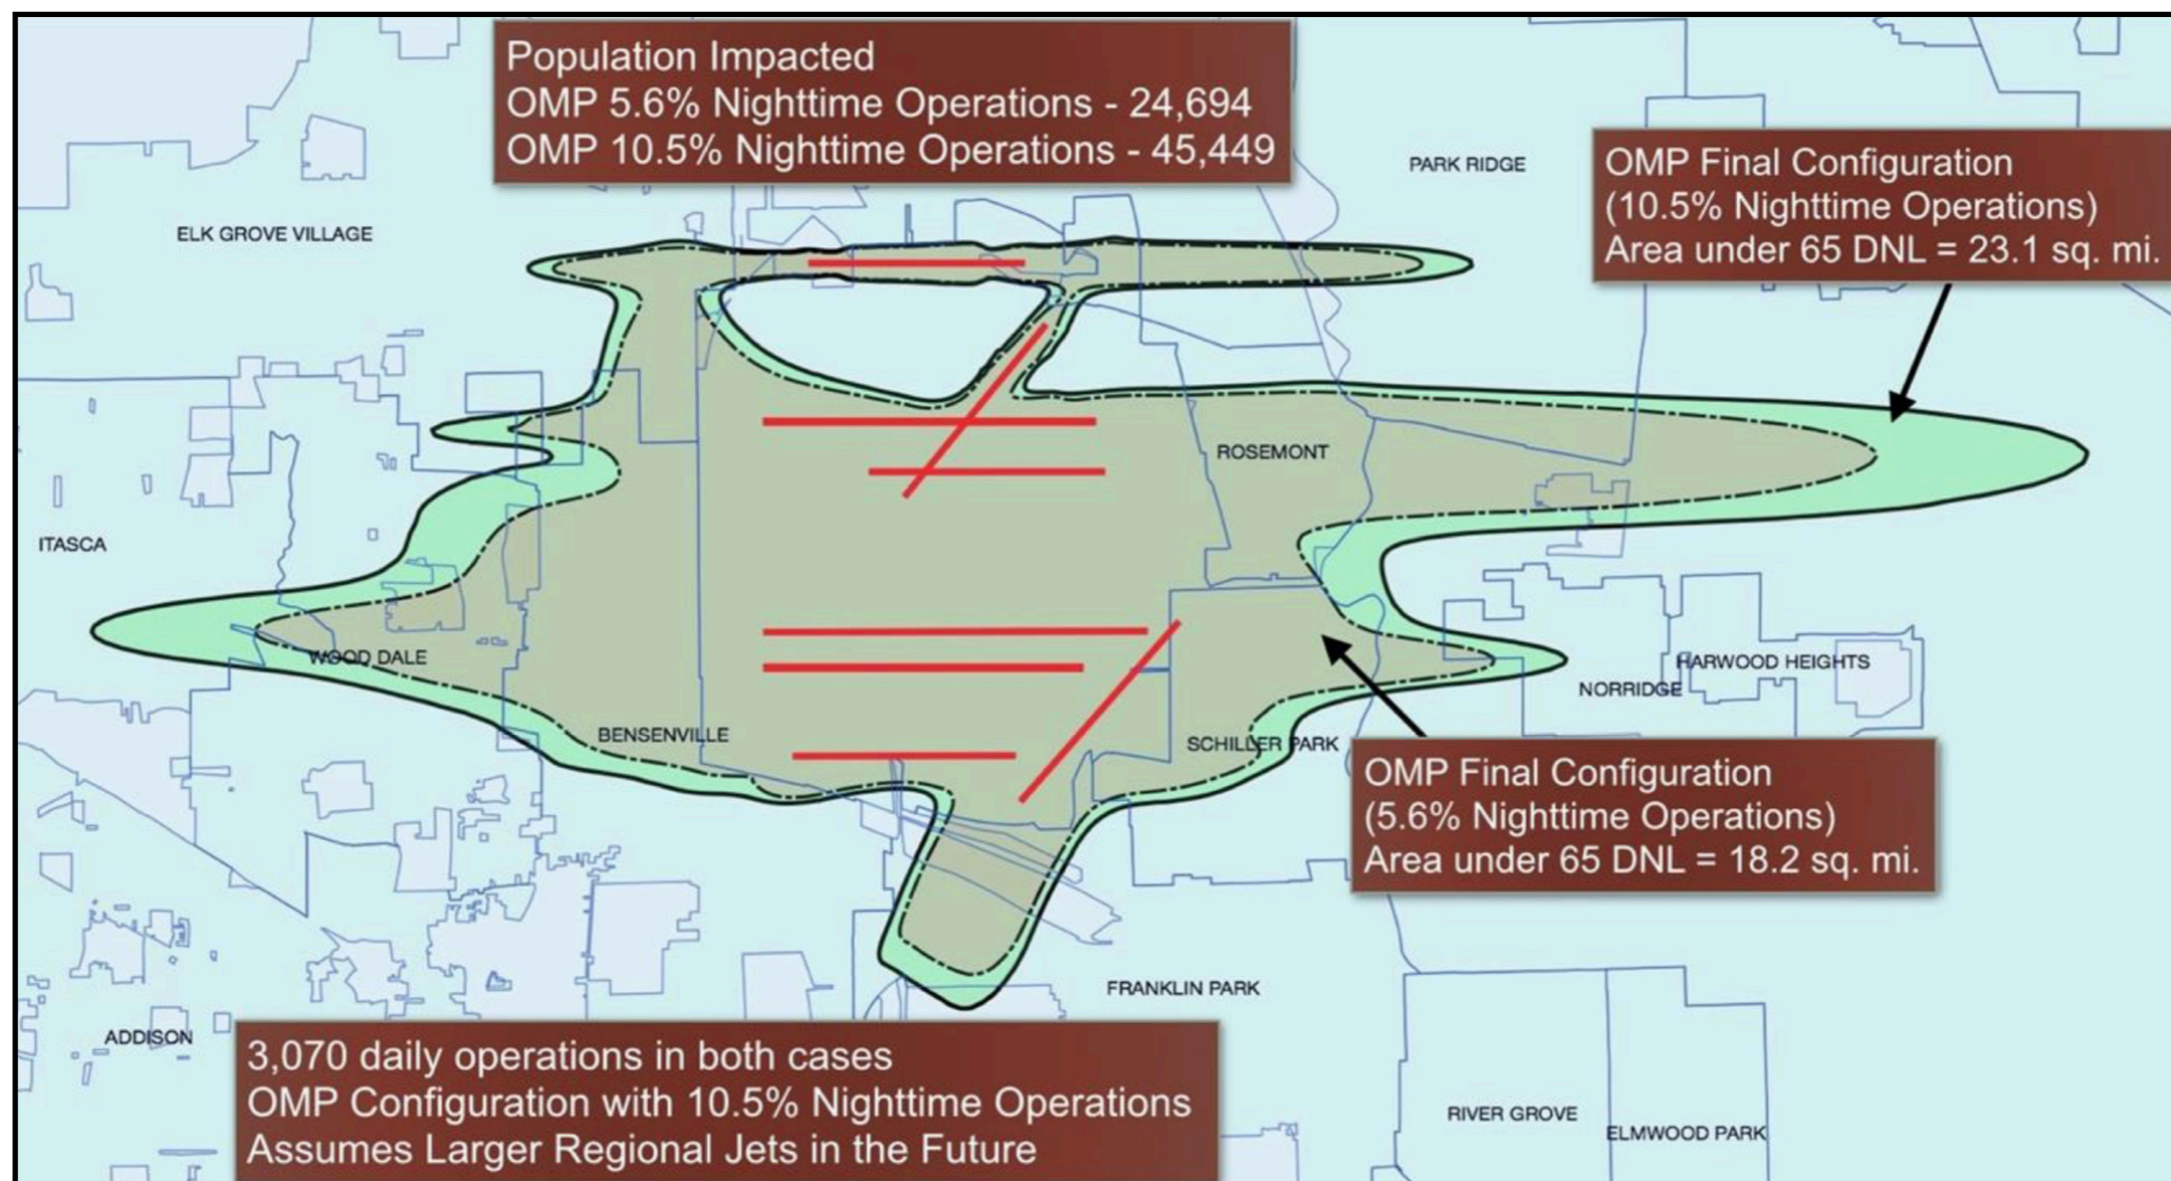 Population Impacted
OMP 5.6% Nighttime Operations - 24,694
OMP 10.5% Nighttime Operations - 45,449
PARK RIDGE
OMP Final Configuration
(10.5% Nighttime Operations)
Area under 65 DNL = 23.1 sq. mi.
ELK GROVE VILLAGE
ROSEMONT
ITASCA
WOOD DALE
HARWOOD HEIGHTS
NORRIDGE
BENSENVILLE
SCHILLER PARK
OMP Final Configuration
(5.6% Nighttime Operations)
Area under 65 DNL = 18.2 sq. mi.
FRANKLIN PARK
ADDISON
3,070 daily operations in both cases
OMP Configuration with 10.5% Nighttime Operations
Assumes Larger Regional Jets in the Future
RIVER GROVE
ELMWOOD PARK